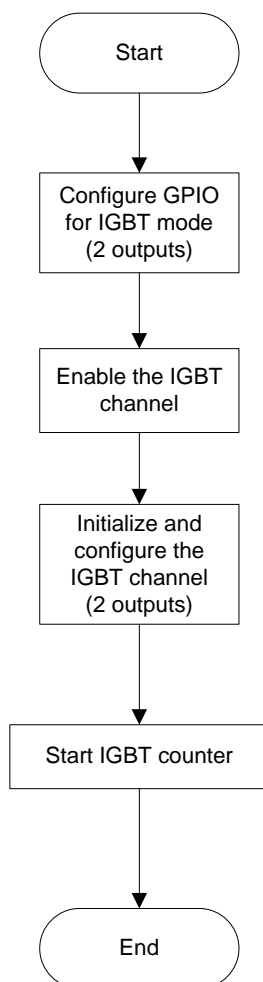 Start
Configure GPIO
for IGBT mode
(2 outputs)
Enable the IGBT
channel
Initialize and
configure the
IGBT channel
(2 outputs)
Start IGBT counter
End